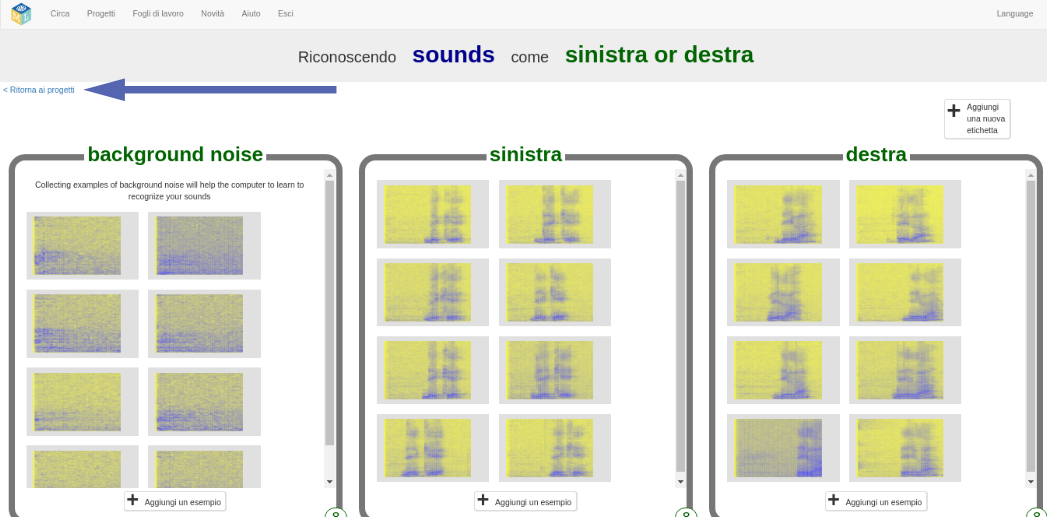 Circa Progetti Fogli di lavoro Novità Aiuto Esci Language
Riconoscendo sounds come sinistra or destra
< Ritorna ai progetti
Aggiungi
una nuova
etichetta
background noise
Collecting examples of background noise will help the computer to learn to
recognize your sounds
Aggiungi un esempio
8
sinistra
Aggiungi un esempio
8
destra
Aggiungi un esempio
8